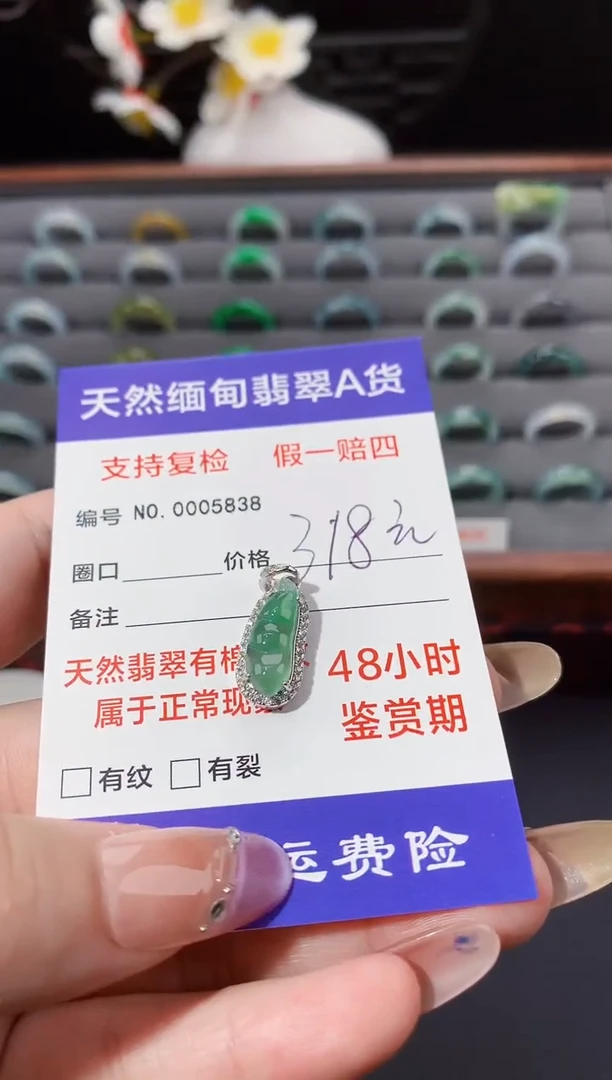 天然缅甸翡翠A货
支持复检 假一赔四
编号 NO.0005838
圈口 价格 318元
备注
天然翡翠有棉
属于正常现
48小时
鉴赏期
有纹 有裂
运费险